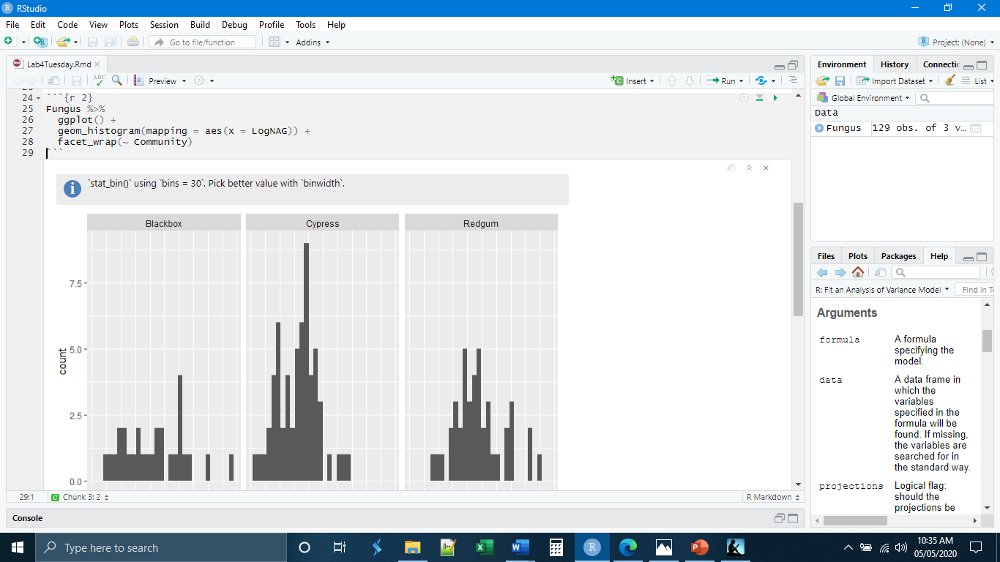 RStudio
File Edit Code View Plots Session Build Debug Profile Tools Help
Go to file/function Addins Project: (None)
Lab4Tuesday.Rmd
ABC Preview Insert Run
24 ```{r 2}
25 Fungus %>%
26 ggplot() +
27 geom_histogram(mapping = aes(x = LogNAG)) +
28 facet_wrap(~ Community)
29 ```
`stat_bin()` using `bins = 30`. Pick better value with `binwidth`.
Blackbox Cypress Redgum
7.5
5.0
2.5
0.0
count
29:1 Chunk 3: 2 R Markdown
Console
Environment History Connectic
Import Dataset List
Global Environment
Data
Fungus 129 obs. of 3 v…
Files Plots Packages Help
R: Fit an Analysis of Variance Model Find in T
Arguments
formula A formula
specifying the
model.
data A data frame in
which the
variables
specified in the
formula will be
found. If missing,
the variables are
searched for in
the standard way.
projections Logical flag:
should the
projections be
Type here to search
10:35 AM
05/05/2020